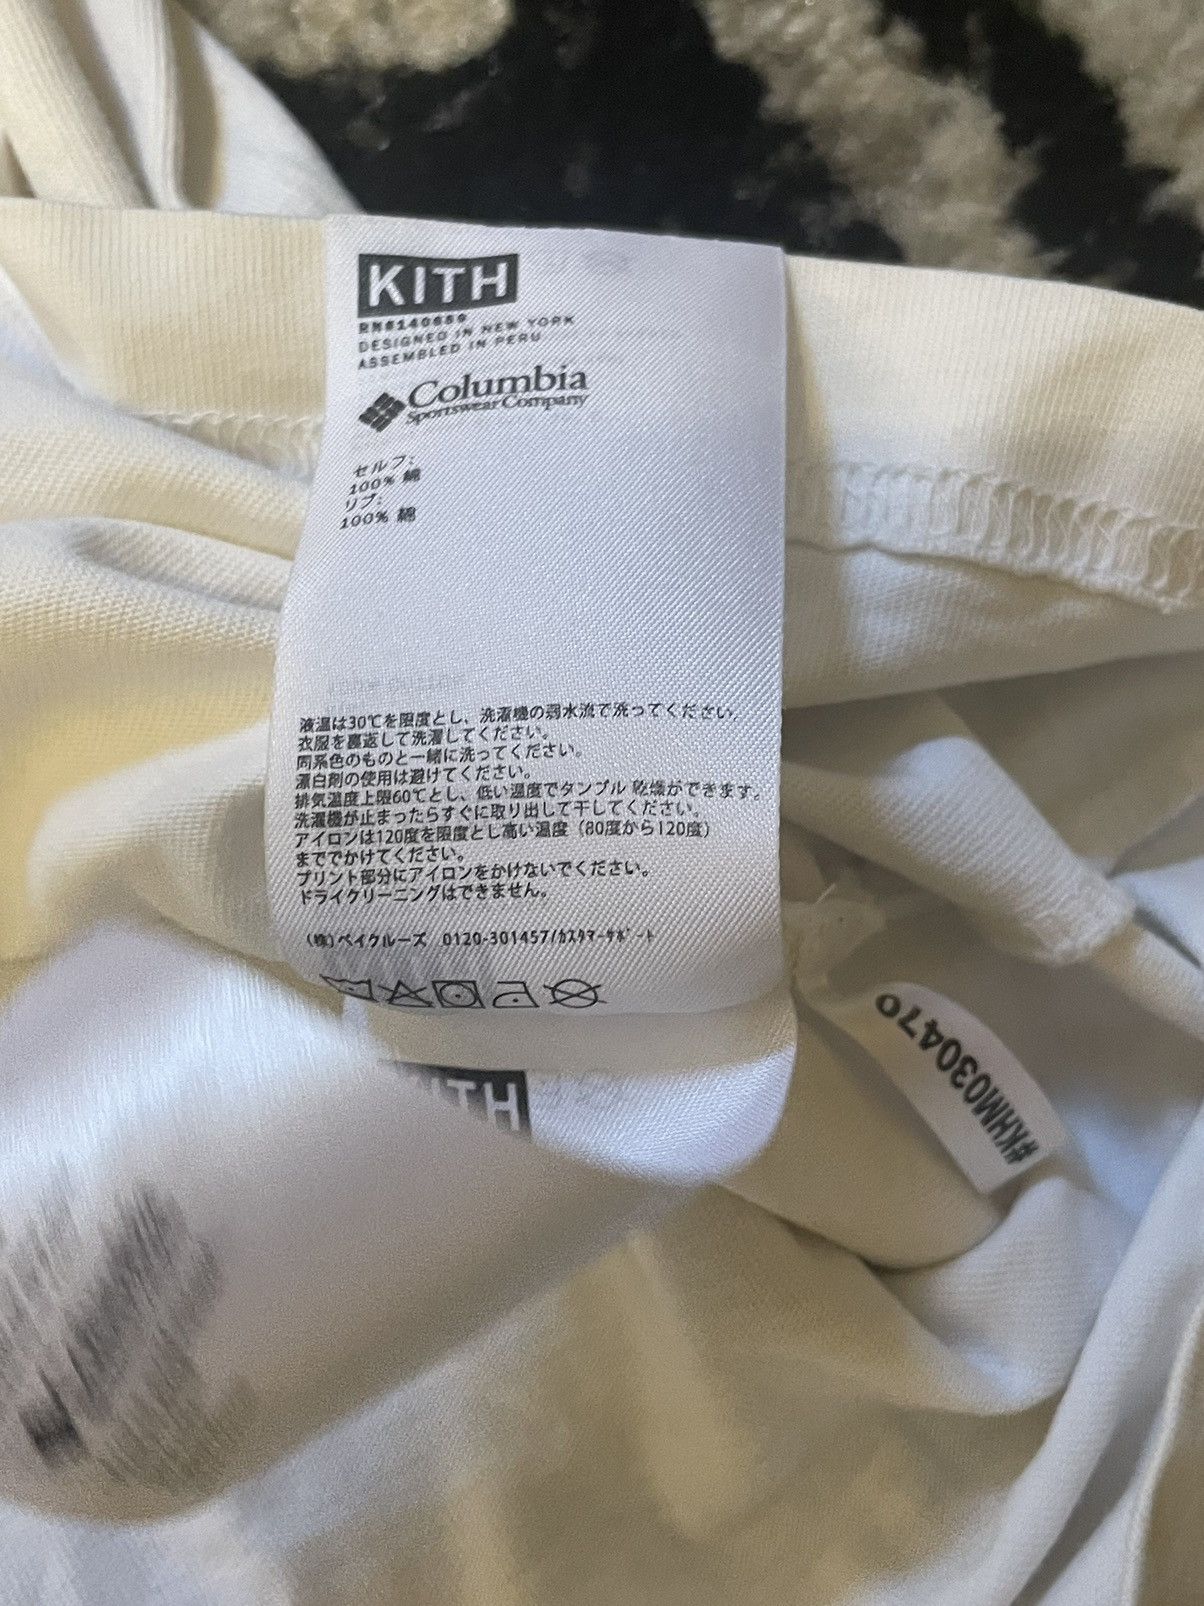 KITH
DESIGNED IN NEW YORK
ASSEMBLED IN PERU
Columbia
Sportswear Company
セルフ:
100% 綿
リブ:
100% 綿
液温は30℃を限度とし、洗濯機の弱水流で洗ってください。
衣服を裏返して洗濯してください。
同系色のものと一緒に洗ってください。
漂白剤の使用は避けてください。
排気温度上限60℃とし、低い温度でタンブル 乾燥ができます。
洗濯機が止まったらすぐに取り出して干してください。
アイロンは120度を限度とし高い温度（80度から120度）
まででかけてください。
プリント部分にアイロンをかけないでください。
ドライクリーニングはできません。
(株)ベイクルーズ 0120-301457/ｶｽﾀﾏｰｻﾎﾟｰﾄ
#KHM030470
KITH